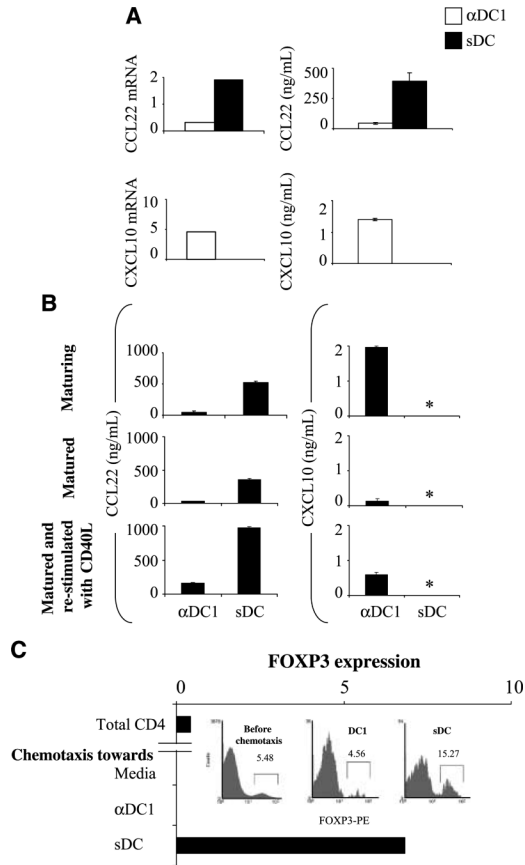 A
αDC1
sDC
CCL22 mRNA
2
1
0
CCL22 (ng/mL)
500
250
0
CXCL10 mRNA
10
5
0
CXCL10 (ng/mL)
2
1
0
B
Maturing
Matured
Matured and
re-stimulated
with CD40L
CCL22 (ng/mL)
1000
500
0
1000
500
0
1000
500
0
αDC1 sDC
CXCL10 (ng/mL)
2
1
0
*
2
1
0
*
2
1
0
*
αDC1 sDC
C
FOXP3 expression
0 5 10
Total CD4
Chemotaxis towards
Media
αDC1
sDC
Before
chemotaxis
5.48
DC1
4.56
sDC
15.27
FOXP3-PE